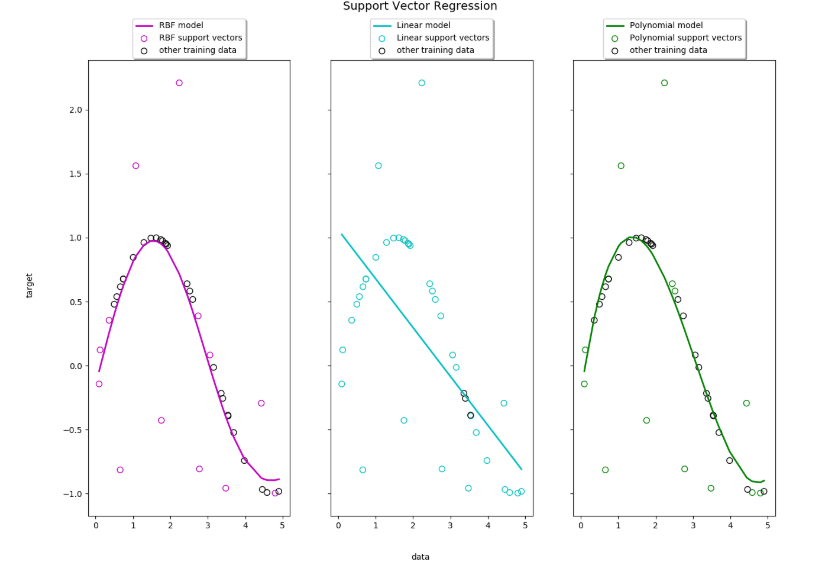 Support Vector Regression
RBF model
RBF support vectors
other training data
Linear model
Linear support vectors
other training data
Polynomial model
Polynomial support vectors
other training data
2.0
1.5
1.0
0.5
0.0
−0.5
−1.0
target
0 1 2 3 4 5
0 1 2 3 4 5
0 1 2 3 4 5
data